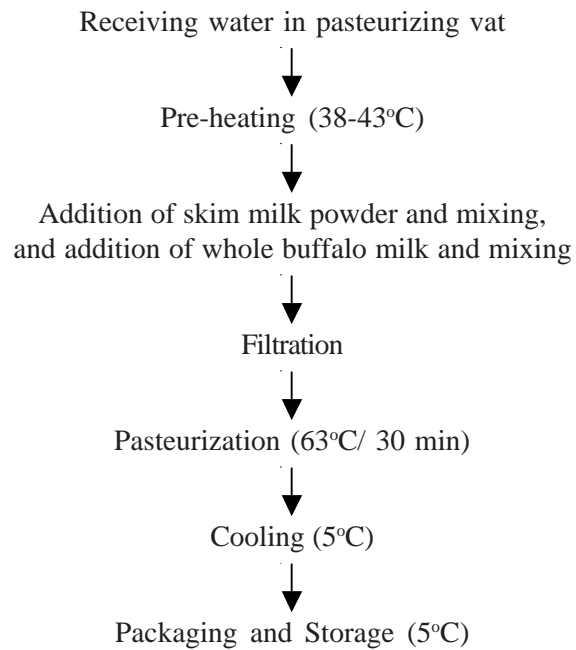 Receiving water in pasteurizing vat
Pre-heating (38-43°C)
Addition of skim milk powder and mixing,
and addition of whole buffalo milk and mixing
Filtration
Pasteurization (63°C/ 30 min)
Cooling (5°C)
Packaging and Storage (5°C)